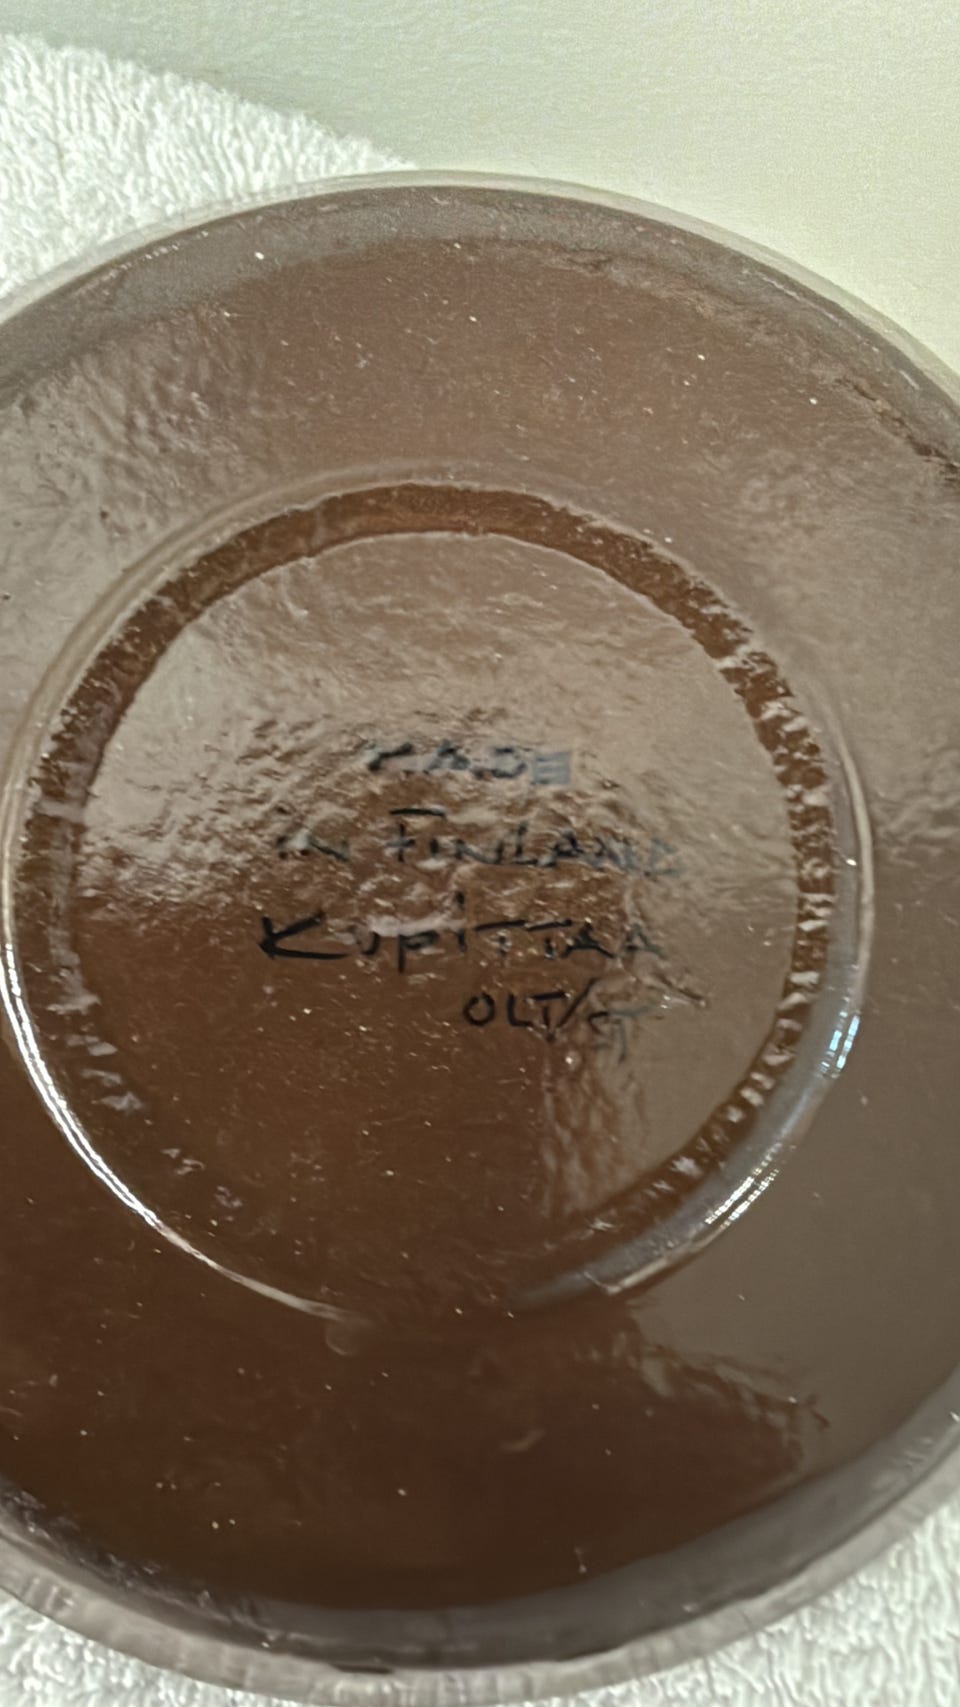 MADE
IN FINLAND
KUPITTAA
OLT/